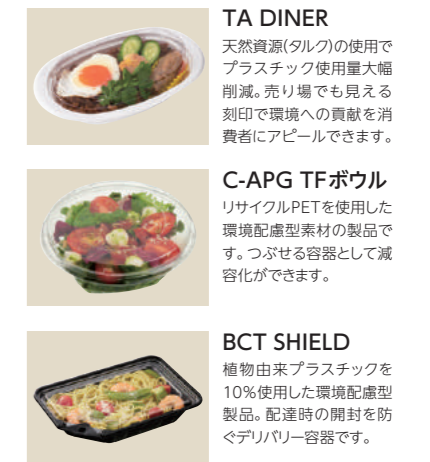 TA DINER
天然資源(タルク)の使用で
プラスチック使用量大幅
削減。売り場でも見える
刻印で環境への貢献を消
費者にアピールできます。
C-APG TFボウル
リサイクルPETを使用した
環境配慮型素材の製品で
す。つぶせる容器として減
容化ができます。
BCT SHIELD
植物由来プラスチックを
10%使用した環境配慮型
製品。配達時の開封を防
ぐデリバリー容器です。